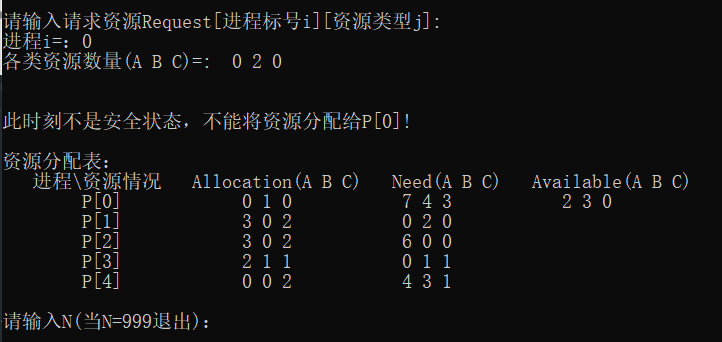 请输入请求资源Request[进程标号i][资源类型j]:
进程i=: 0
各类资源数量(A B C)=:  0 2 0
此时刻不是安全状态，不能将资源分配给P[0]!
资源分配表:
进程\资源情况   Allocation(A B C)   Need(A B C)   Available(A B C)
P[0]   0 1 0   7 4 3   2 3 0
P[1]   3 0 2   0 2 0
P[2]   3 0 2   6 0 0
P[3]   2 1 1   0 1 1
P[4]   0 0 2   4 3 1
请输入N(当N=999退出):